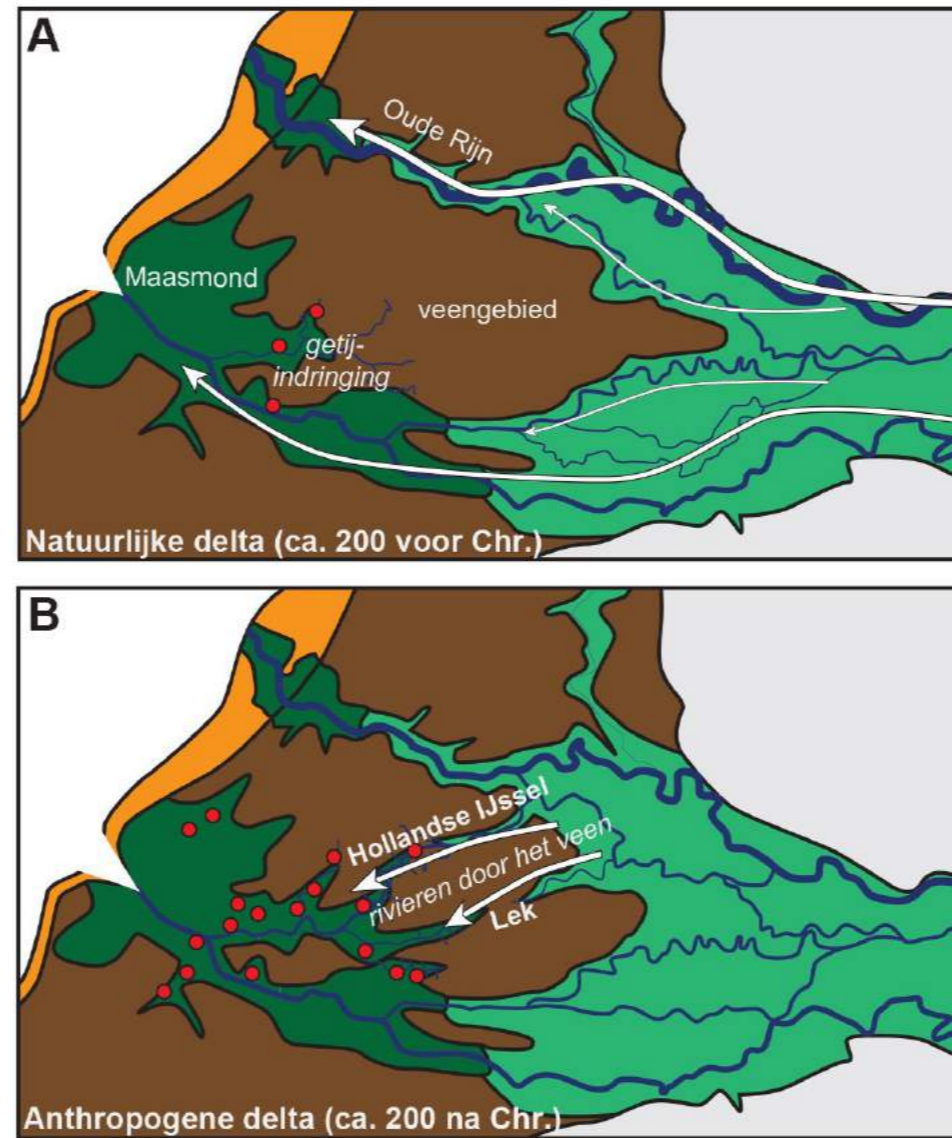 A
Oude Rijn
Maasmond
veengebied
getij-
indringing
Natuurlijke delta (ca. 200 voor Chr.)
B
Hollandse IJssel
rivieren door het veen
Lek
Anthropogene delta (ca. 200 na Chr.)